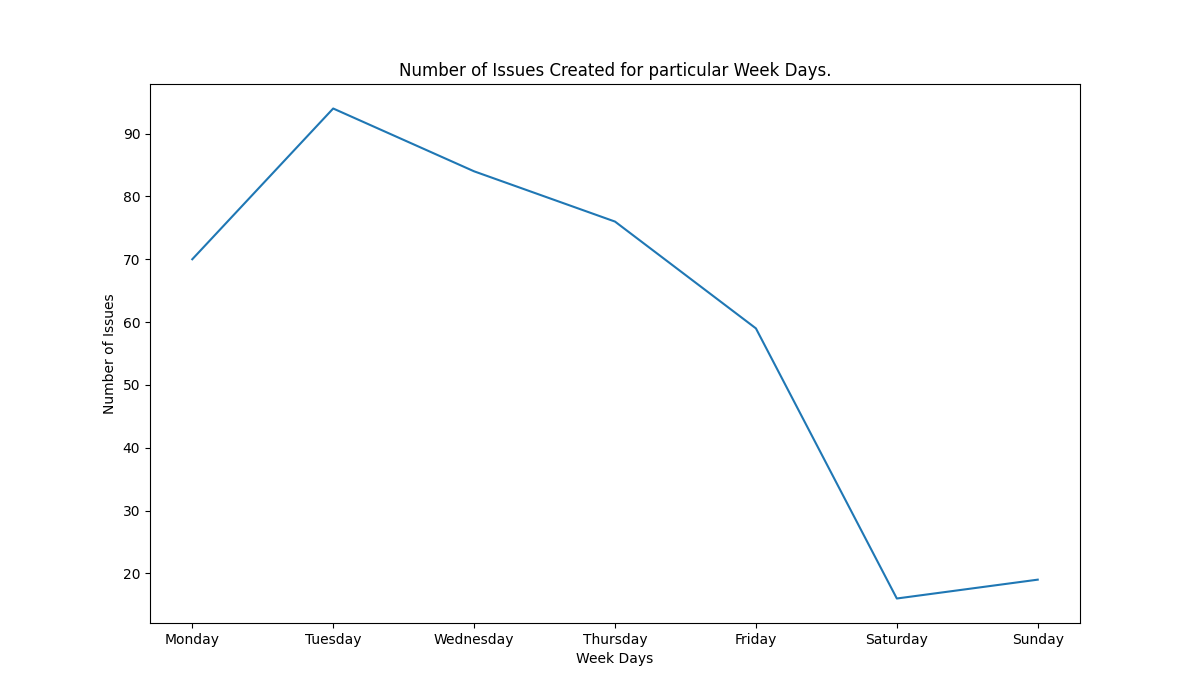 Number of Issues Created for particular Week Days.
Number of Issues
90
80
70
60
50
40
30
20
Monday Tuesday Wednesday Thursday Friday Saturday Sunday
Week Days